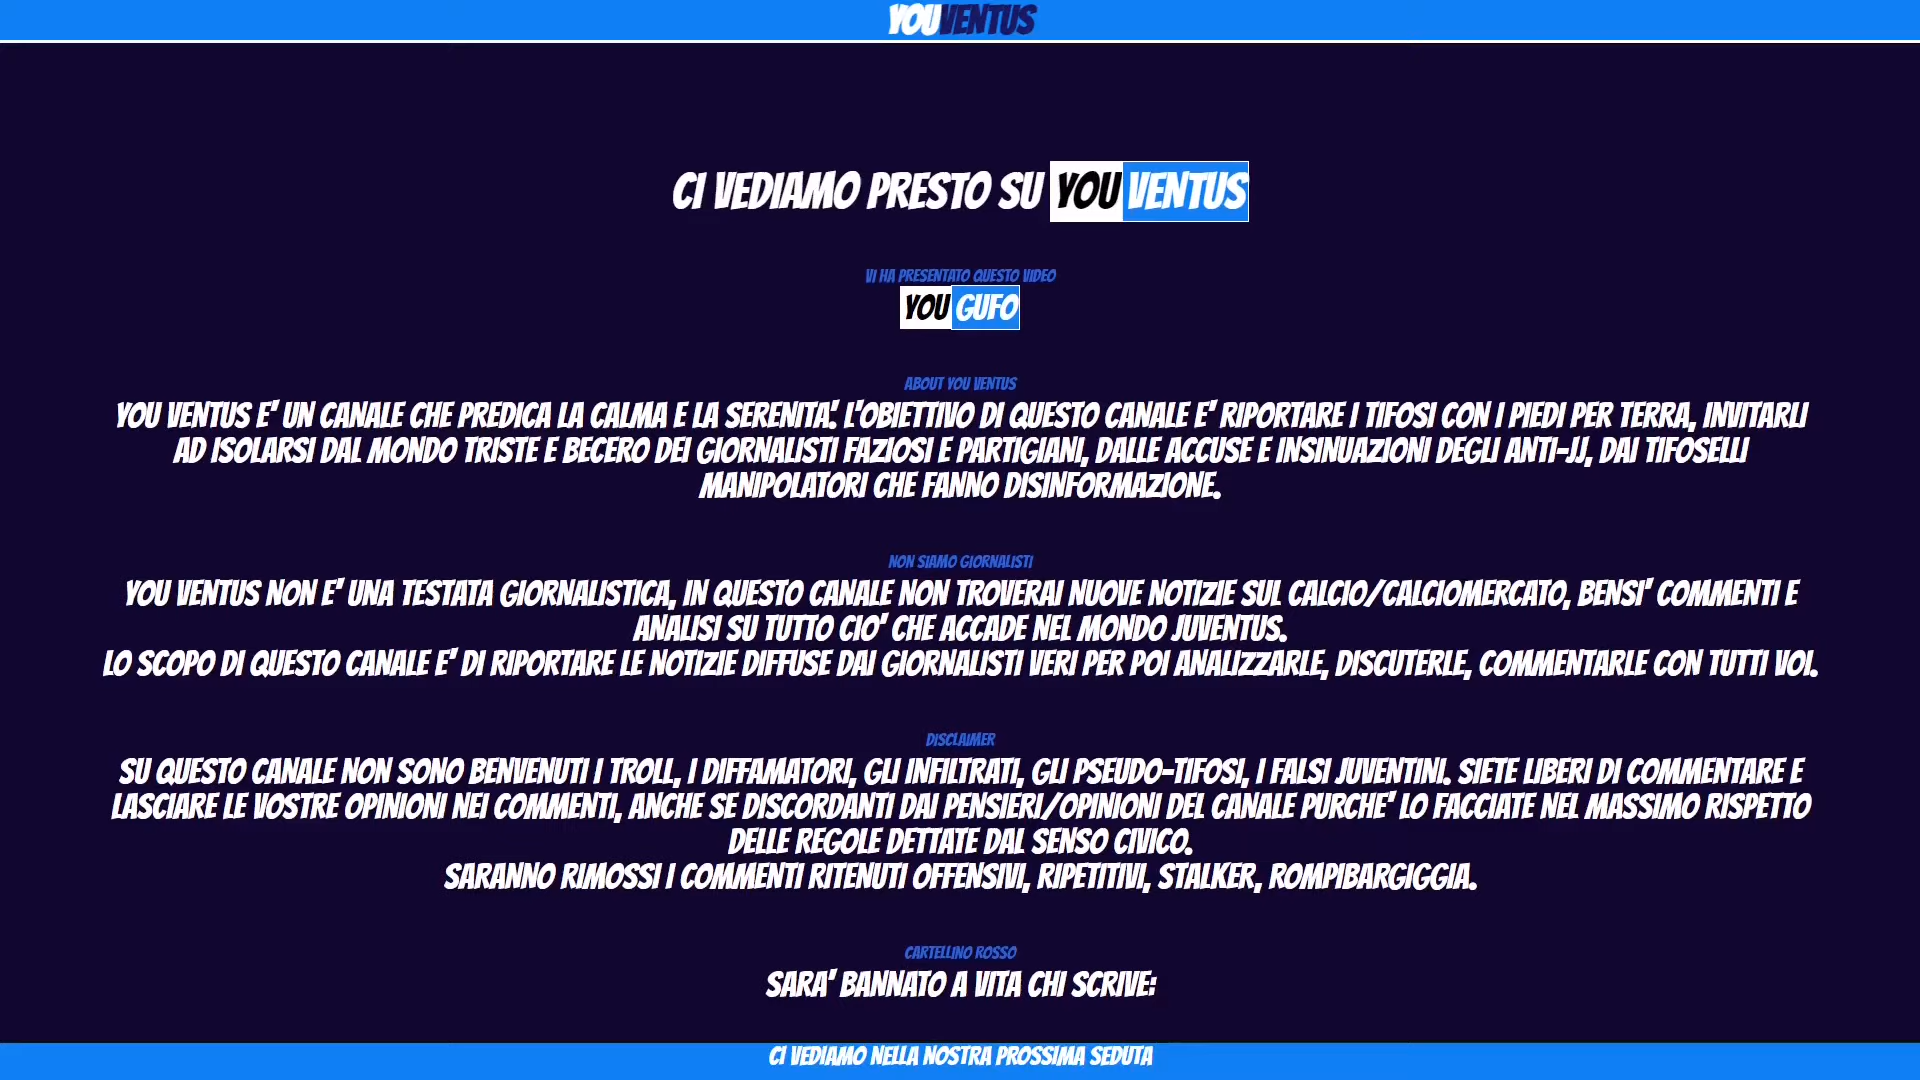 YOUVENTUS
CI VEDIAMO PRESTO SU YOU VENTUS
VI HA PRESENTATO QUESTO VIDEO
YOU GUFO
ABOUT YOU VENTUS
YOU VENTUS E' UN CANALE CHE PREDICA LA CALMA E LA SERENITA'. L'OBIETTIVO DI QUESTO CANALE E' RIPORTARE I TIFOSI CON I PIEDI PER TERRA, INVITARLI
AD ISOLARSI DAL MONDO TRISTE E BECERO DEI GIORNALISTI FAZIOSI E PARTIGIANI, DALLE ACCUSE E INSINUAZIONI DEGLI ANTI-JJ, DAI TIFOSELLI
MANIPOLATORI CHE FANNO DISINFORMAZIONE.
NON SIAMO GIORNALISTI
YOU VENTUS NON E' UNA TESTATA GIORNALISTICA, IN QUESTO CANALE NON TROVERAI NUOVE NOTIZIE SUL CALCIO/CALCIOMERCATO, BENSI' COMMENTI E
ANALISI SU TUTTO CIO' CHE ACCADE NEL MONDO JUVENTUS.
LO SCOPO DI QUESTO CANALE E' DI RIPORTARE LE NOTIZIE DIFFUSE DAI GIORNALISTI VERI PER POI ANALIZZARLE, DISCUTERLE, COMMENTARLE CON TUTTI VOI.
DISCLAIMER
SU QUESTO CANALE NON SONO BENVENUTI I TROLL, I DIFFAMATORI, GLI INFILTRATI, GLI PSEUDO-TIFOSI, I FALSI JUVENTINI. SIETE LIBERI DI COMMENTARE E
LASCIARE LE VOSTRE OPINIONI NEI COMMENTI, ANCHE SE DISCORDANTI DAI PENSIERI/OPINIONI DEL CANALE PURCHE' LO FACCIATE NEL MASSIMO RISPETTO
DELLE REGOLE DETTATE DAL SENSO CIVICO.
SARANNO RIMOSSI I COMMENTI RITENUTI OFFENSIVI, RIPETITIVI, STALKER, ROMPIBARGIGGIA.
CARTELLINO ROSSO
SARA' BANNATO A VITA CHI SCRIVE:
CI VEDIAMO NELLA NOSTRA PROSSIMA SEDUTA